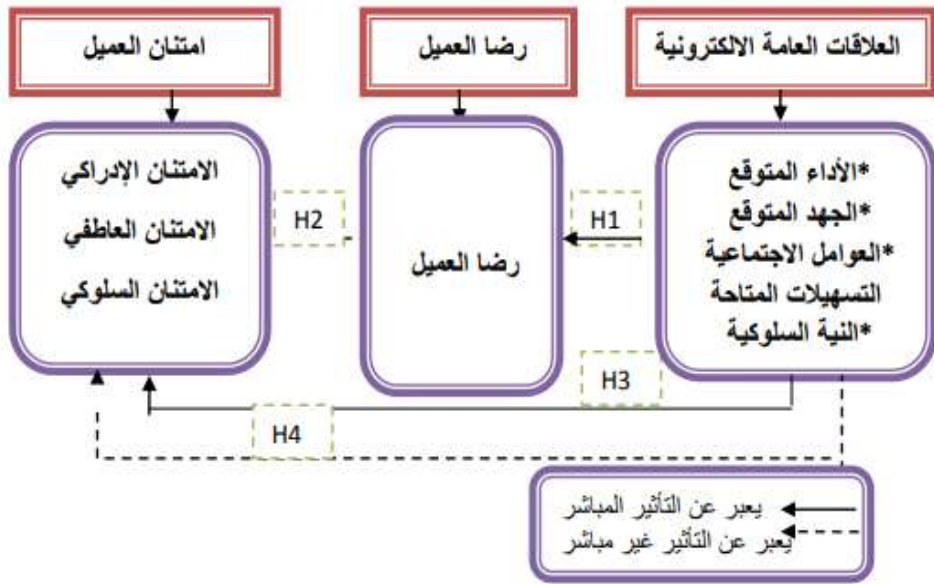 العلاقات العامة الالكترونية
رضا العميل
امتنان العميل
*الأداء المتوقع
*الجهد المتوقع
*العوامل الاجتماعية
التسهيلات المتاحة
*النية السلوكية
H1
رضا العميل
H2
الامتنان الإدراكي
الامتنان العاطفي
الامتنان السلوكي
H3
H4
يعبر عن التأثير المباشر
يعبر عن التأثير غير مباشر